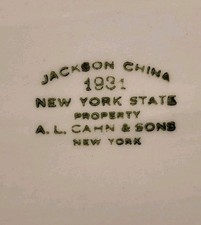 JACKSON CHINA
1931
NEW YORK STATE
PROPERTY
A. L. CAHN & SONS
NEW YORK